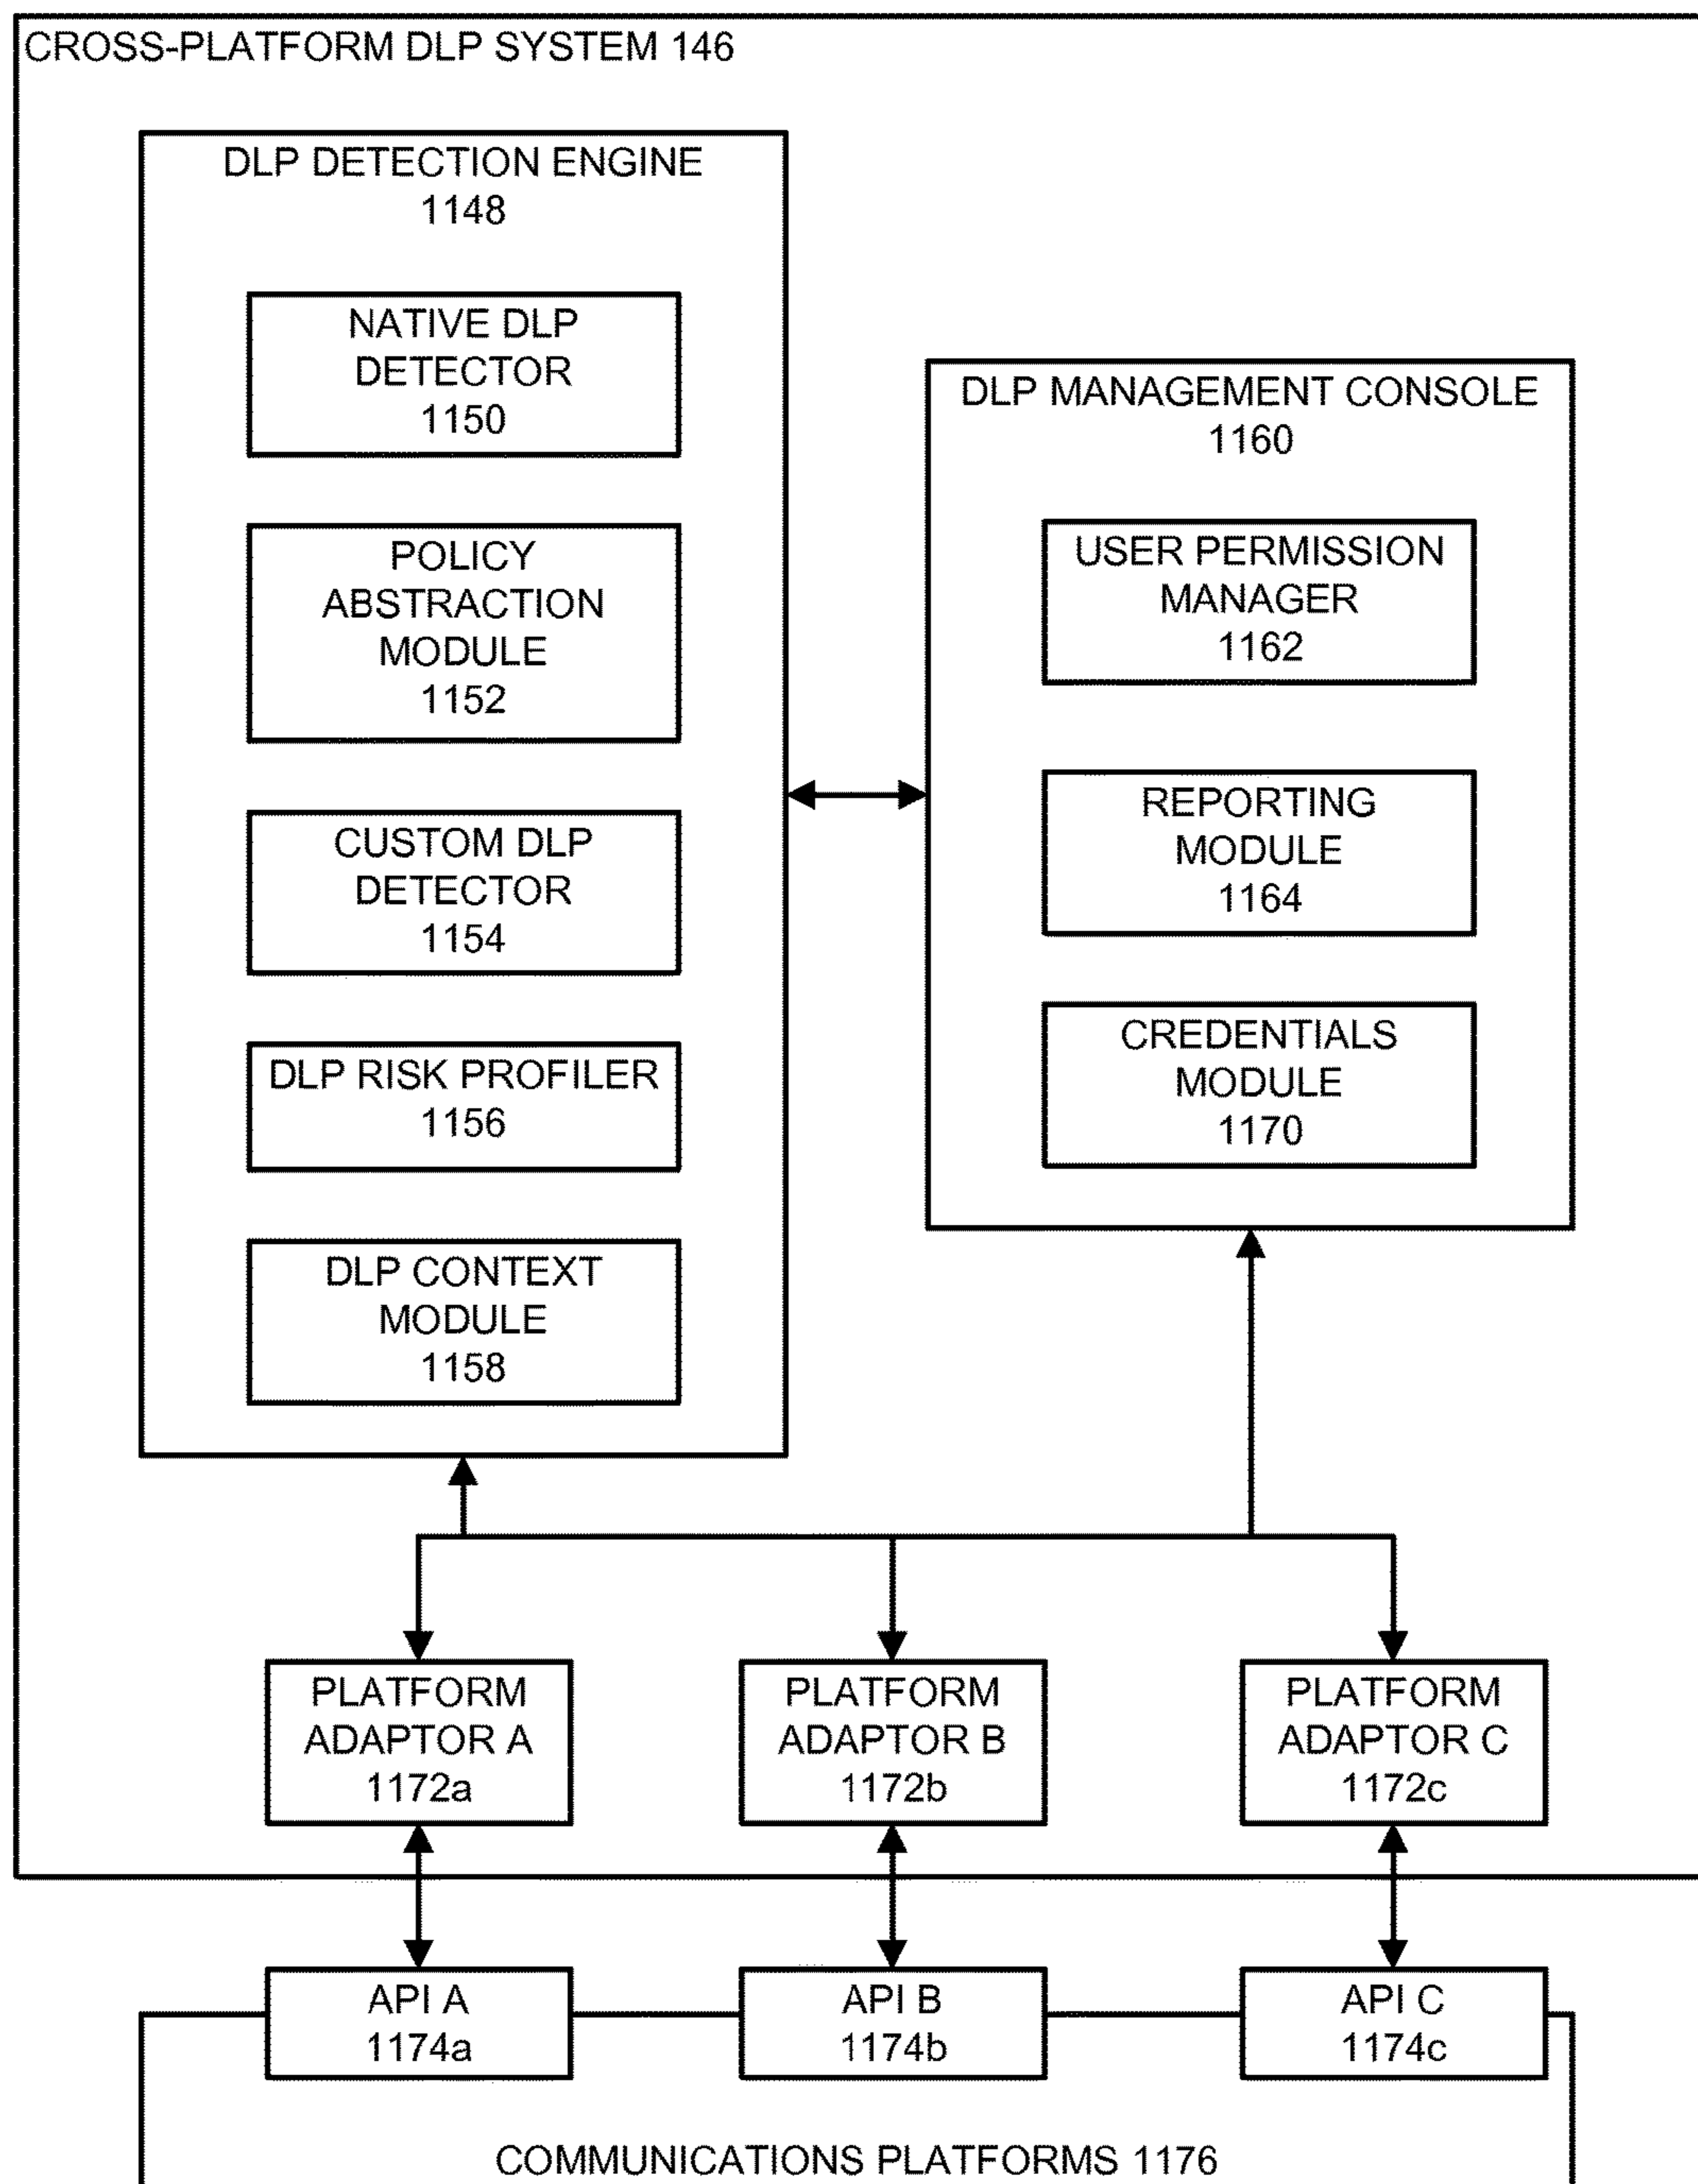 CROSS-PLATFORM DLP SYSTEM 146
DLP DETECTION ENGINE
1148
NATIVE DLP
DETECTOR
1150
POLICY
ABSTRACTION
MODULE
1152
CUSTOM DLP
DETECTOR
1154
DLP RISK PROFILER
1156
DLP CONTEXT
MODULE
1158
DLP MANAGEMENT CONSOLE
1160
USER PERMISSION
MANAGER
1162
REPORTING
MODULE
1164
CREDENTIALS
MODULE
1170
PLATFORM
ADAPTOR A
1172a
PLATFORM
ADAPTOR B
1172b
PLATFORM
ADAPTOR C
1172c
API A
1174a
API B
1174b
API C
1174c
COMMUNICATIONS PLATFORMS 1176